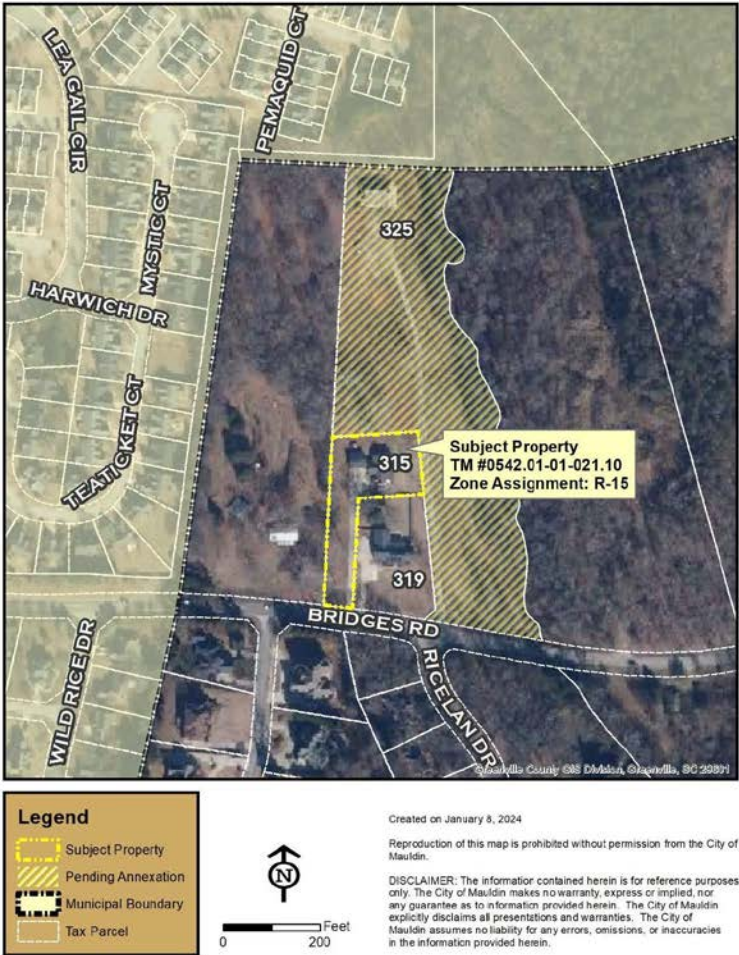 LEA GAIL CIR
PEMAQUID CT
MYSTIC CT
HARWICH DR
TEATICKET CT
WILD RICE DR
325
315
319
Subject Property
TM #0542.01-01-021.10
Zone Assignment: R-15
BRIDGES RD
RICELAN DR
Greenville County GIS Division, Greenville, SC 29601
Legend
Subject Property
Pending Annexation
Municipal Boundary
Tax Parcel
N
0 200 Feet
Created on January 8, 2024
Reproduction of this map is prohibited without permission from the City of
Mauldin.
DISCLAIMER: The information contained herein is for reference purposes
only. The City of Mauldin makes no warranty, express or implied, nor
any guarantee as to information provided herein. The City of Mauldin
explicitly disclaims all presentations and warranties. The City of
Mauldin assumes no liability for any errors, omissions, or inaccuracies
in the information provided herein.